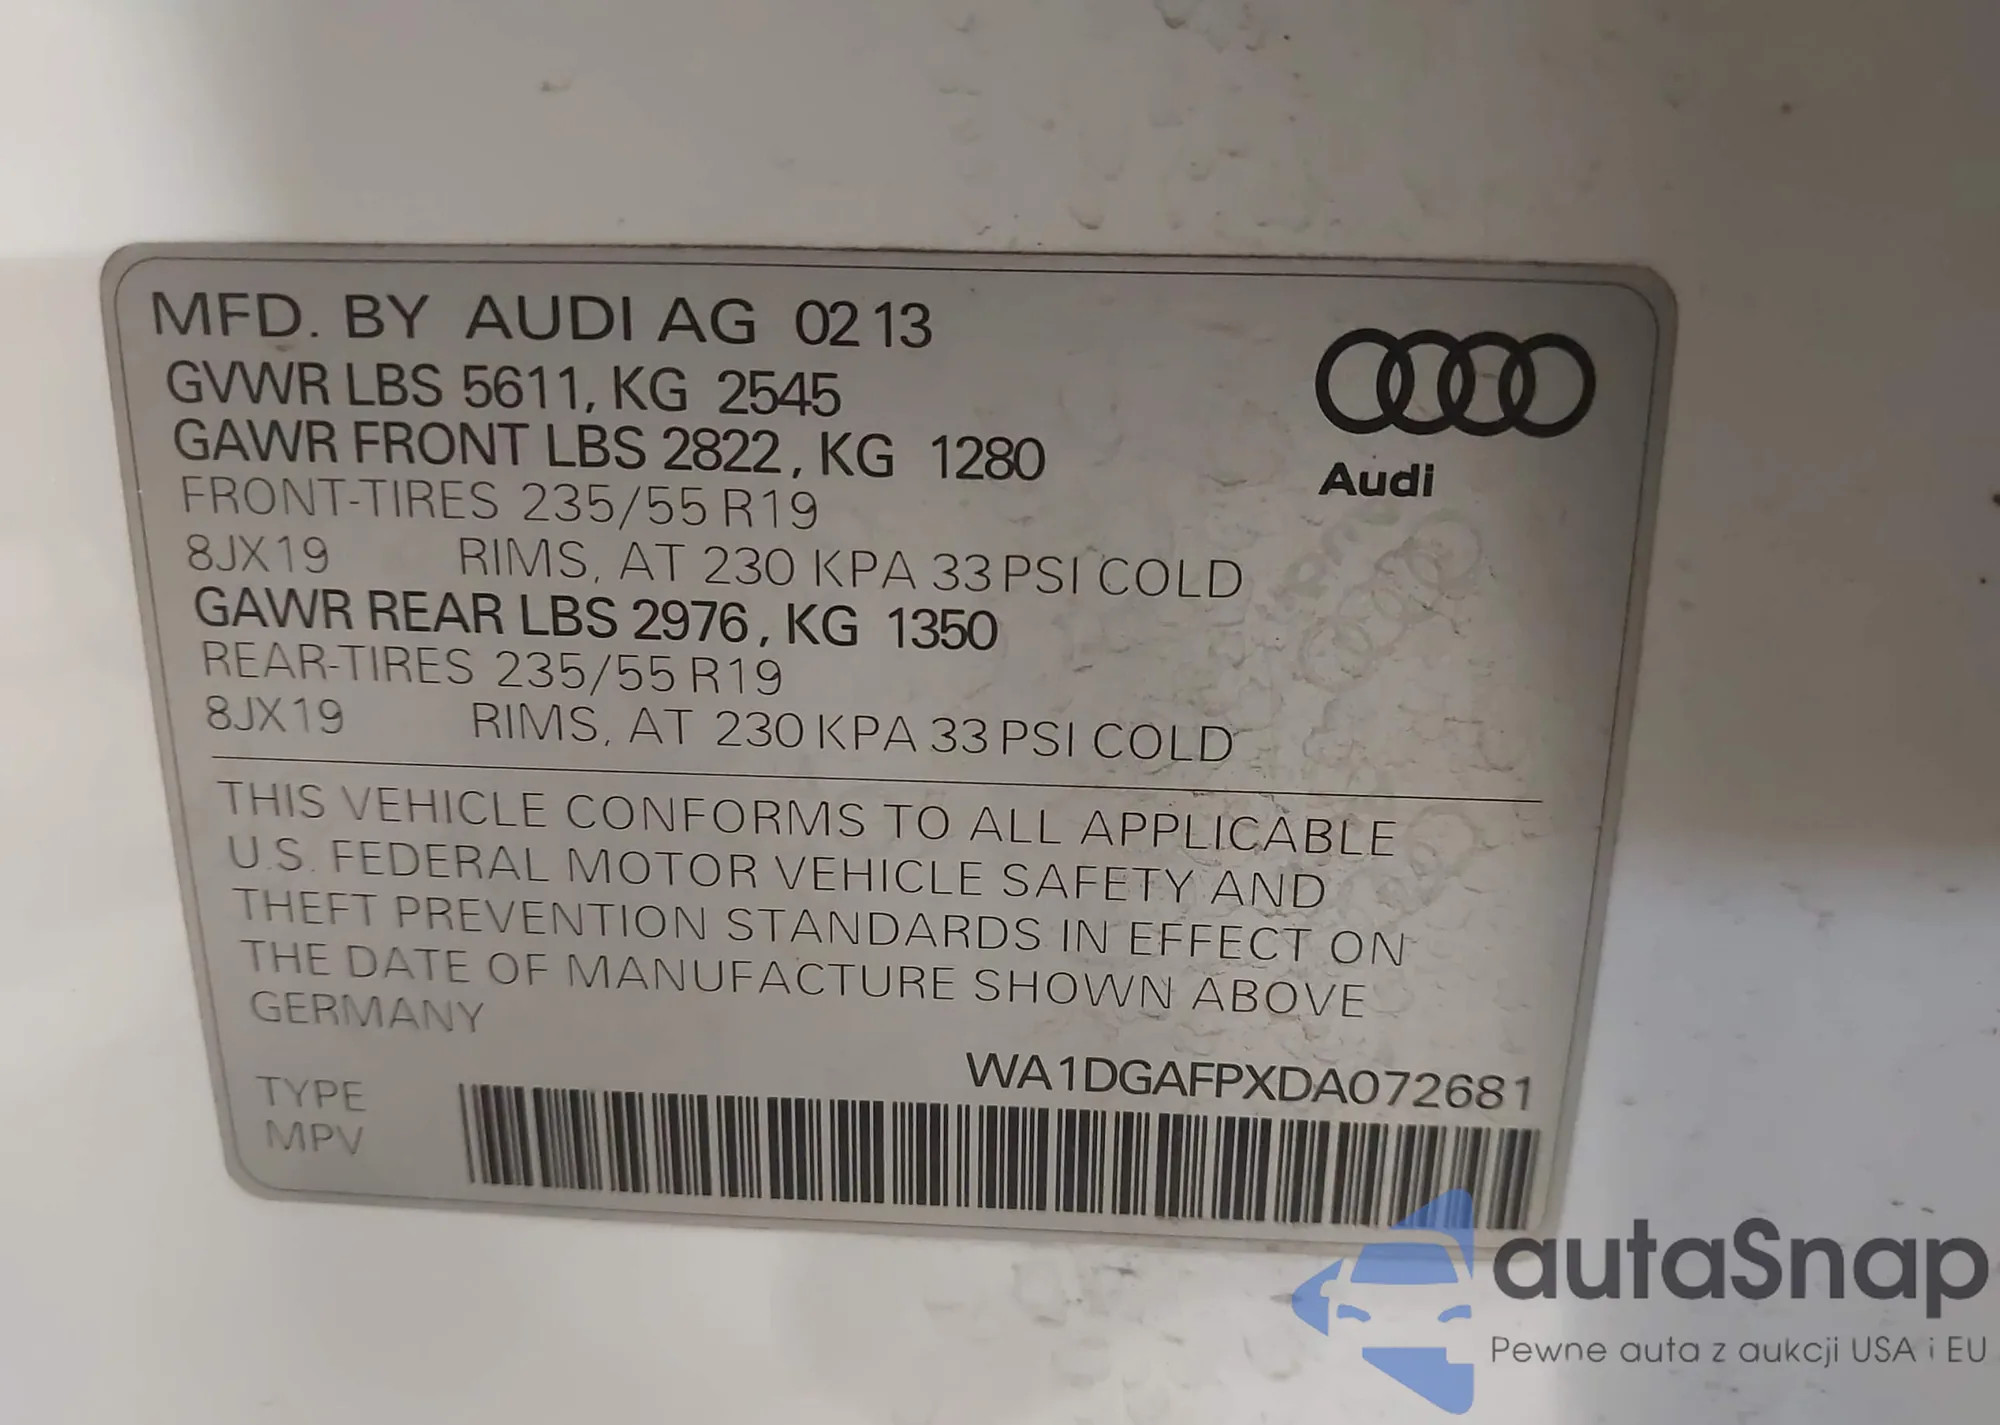 MFD. BY AUDI AG 02 13
GVWR LBS 5611, KG 2545
GAWR FRONT LBS 2822, KG 1280
FRONT-TIRES 235/55 R19
8JX19 RIMS, AT 230 KPA 33 PSI COLD
GAWR REAR LBS 2976, KG 1350
REAR-TIRES 235/55 R19
8JX19 RIMS, AT 230 KPA 33 PSI COLD
Audi
THIS VEHICLE CONFORMS TO ALL APPLICABLE
U.S. FEDERAL MOTOR VEHICLE SAFETY AND
THEFT PREVENTION STANDARDS IN EFFECT ON
THE DATE OF MANUFACTURE SHOWN ABOVE
GERMANY
WA1DGAFPXDA072681
TYPE
MPV
autaSnap
Pewne auta z aukcji USA i EU